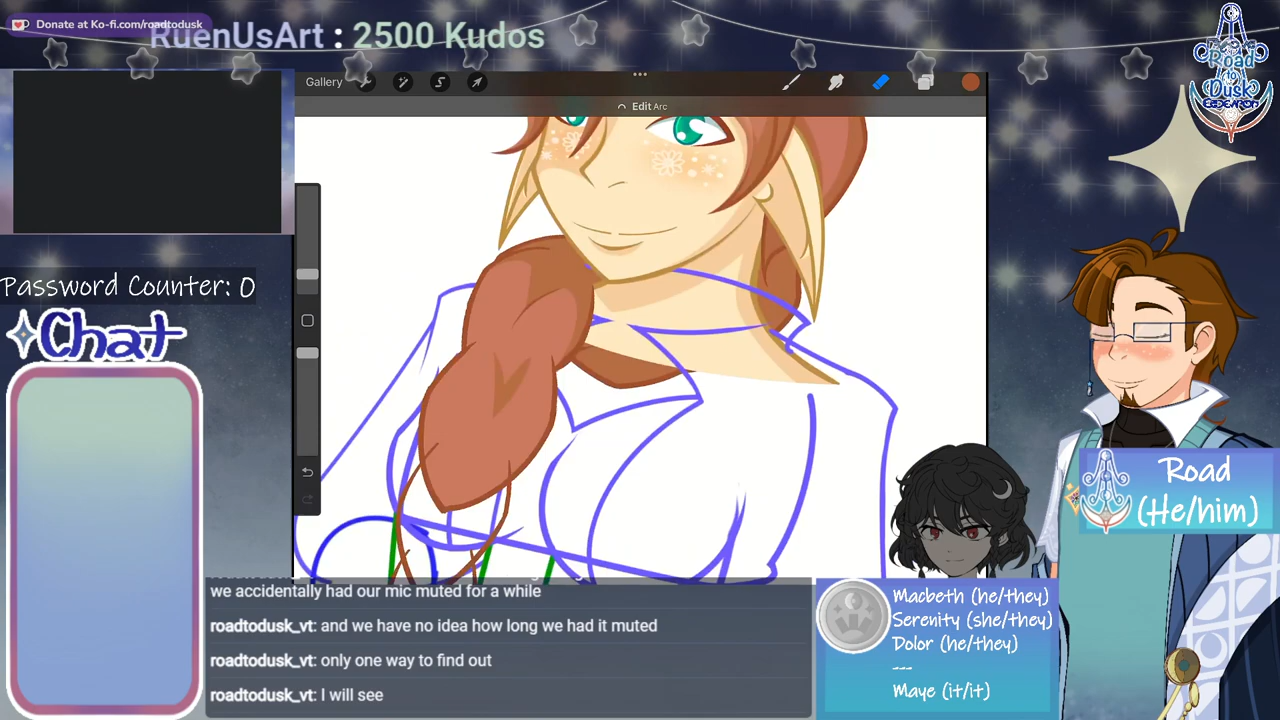 Donate at Ko-fi.com/roadtodusk
RuenUsArt : 2500 Kudos
Road
to
Dusk
Gallery
Edit Arc
Password Counter: 0
Chat
Road
(He/him)
we accidentally had our mic muted for a while
roadtodusk_vt: and we have no idea how long we had it muted
roadtodusk_vt: only one way to find out
roadtodusk_vt: I will see
Macbeth (he/they)
Serenity (she/they)
Dolor (he/they)
---
Maye (it/it)